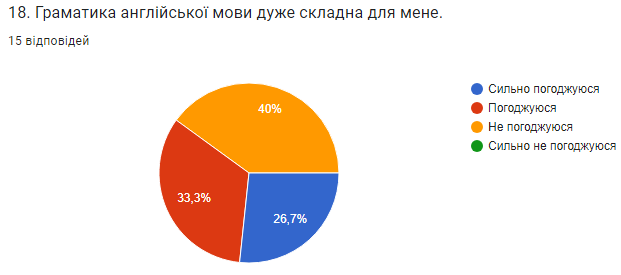 18. Граматика англійської мови дуже складна для мене.
15 відповідей
Сильно погоджуюся
Погоджуюся
Не погоджуюся
Сильно не погоджуюся
40%
33,3%
26,7%